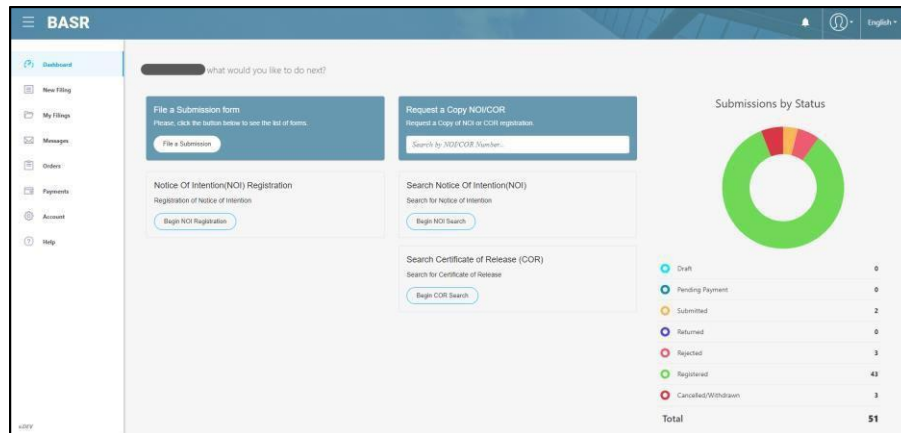 BASR
English
Dashboard
New Filing
My Filings
Messages
Orders
Payments
Account
Help
what would you like to do next?
File a Submission form
Please, click the button below to see the list of forms.
File a Submission
Request a Copy NOI/COR
Request a Copy of NOI or COR registration.
Search by NOI/COR Number..
Notice Of Intention(NOI) Registration
Registration of Notice of Intention
Begin NOI Registration
Search Notice Of Intention(NOI)
Search for Notice of Intention
Begin NOI Search
Search Certificate of Release (COR)
Search for Certificate of Release
Begin COR Search
Submissions by Status
Draft 0
Pending Payment 0
Submitted 2
Returned 0
Rejected 3
Registered 43
Cancelled/Withdrawn 3
Total 51